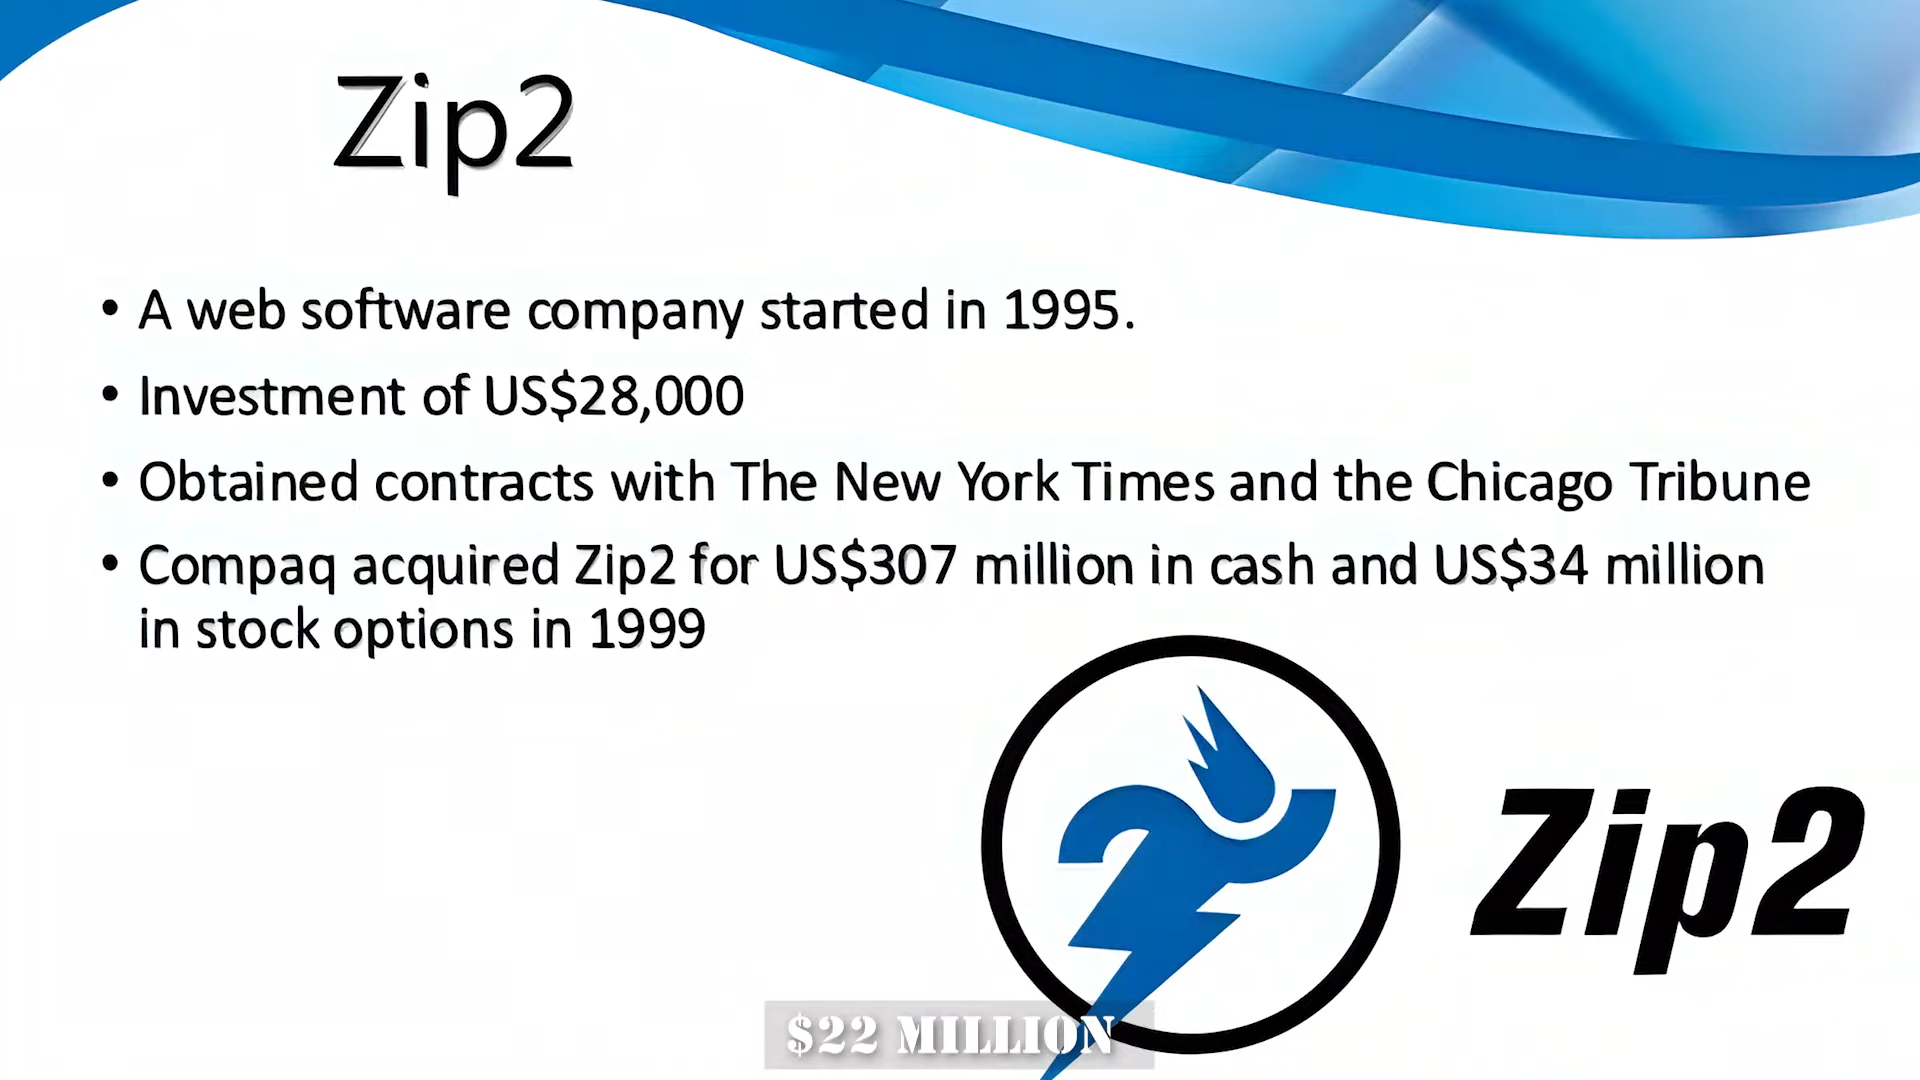 Zip2
• A web software company started in 1995.
• Investment of US$28,000
• Obtained contracts with The New York Times and the Chicago Tribune
• Compaq acquired Zip2 for US$307 million in cash and US$34 million
in stock options in 1999
Zip2
$22 MILLION